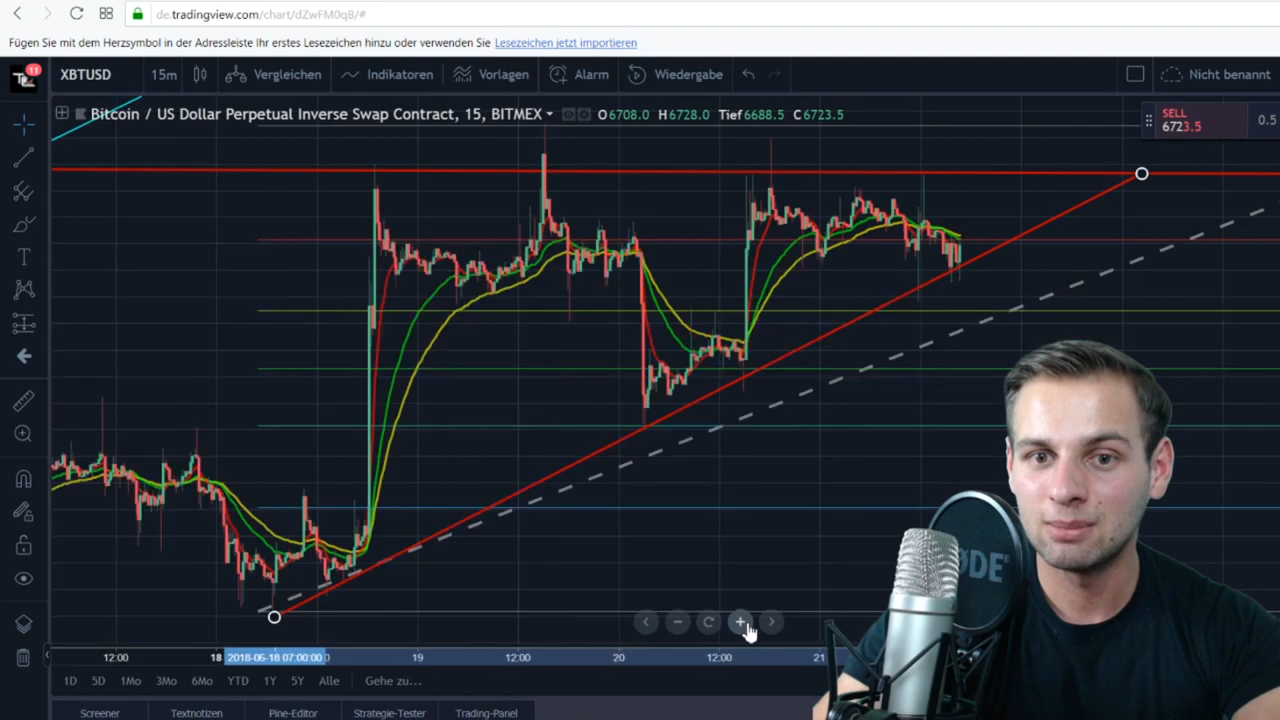 de.tradingview.com/chart/dZwFM0qB/#
Fügen Sie mit dem Herzsymbol in der Adressleiste Ihr erstes Lesezeichen hinzu oder verwenden Sie Lesezeichen jetzt importieren
11 XBTUSD 15m Vergleichen Indikatoren Vorlagen Alarm Wiedergabe Nicht benannt
Bitcoin / US Dollar Perpetual Inverse Swap Contract, 15, BITMEX O6708.0 H6728.0 Tief6688.5 C6723.5
SELL
6723.5 0.5
RØDE
12:00 18 2018-06-18 07:00:00 19 12:00 20 12:00 21
1D 5D 1Mo 3Mo 6Mo YTD 1Y 5Y Alle Gehe zu...
Screener Textnotizen Pine-Editor Strategie-Tester Trading-Panel